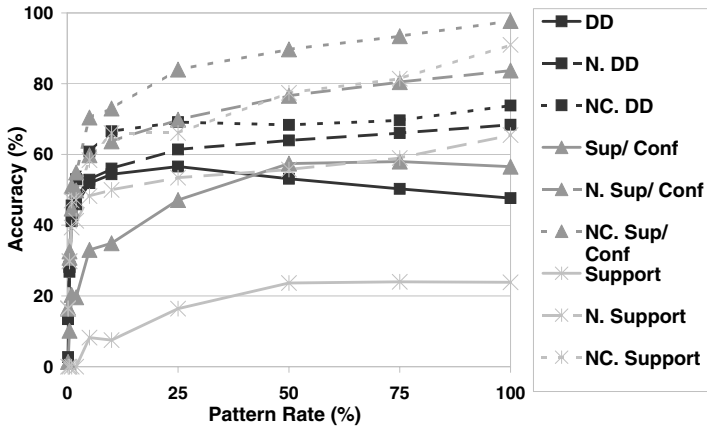 100
80
60
40
20
0
Accuracy (%)
0 25 50 75 100
Pattern Rate (%)
DD
N. DD
NC. DD
Sup/ Conf
N. Sup/ Conf
NC. Sup/
Conf
Support
N. Support
NC. Support